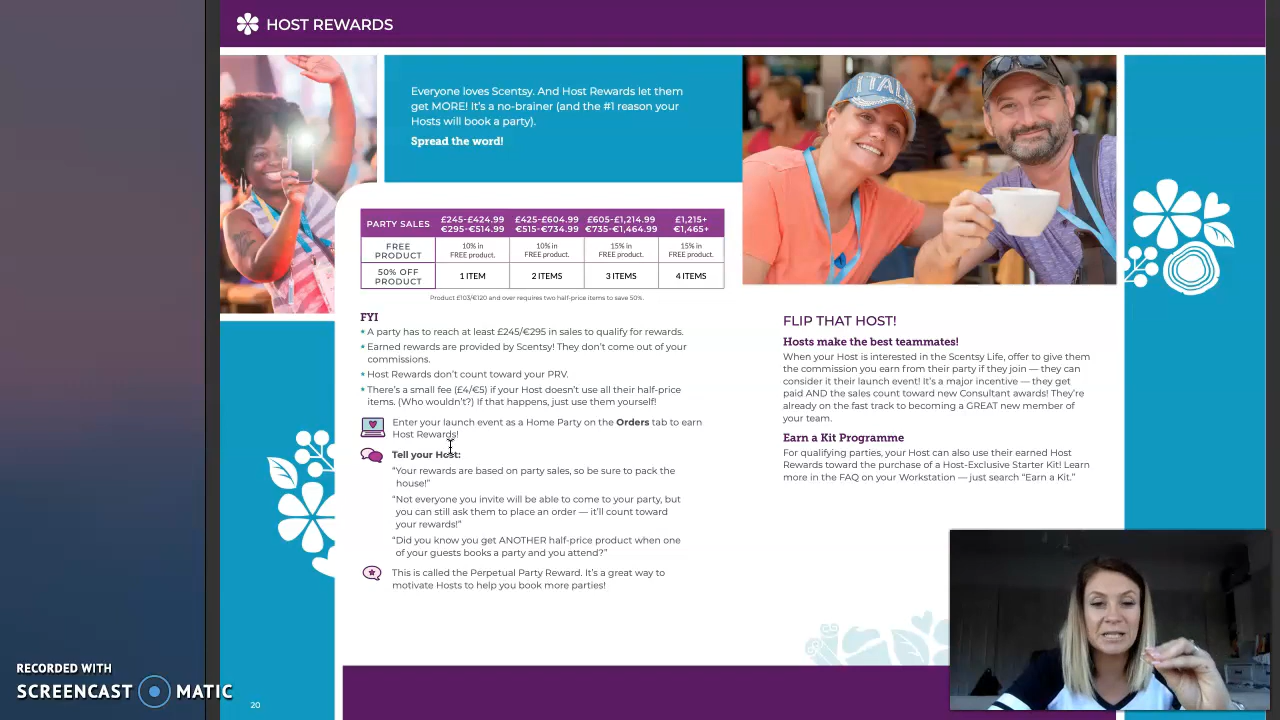 HOST REWARDS
Everyone loves Scentsy. And Host Rewards let them
get MORE! It's a no-brainer (and the #1 reason your
Hosts will book a party).
Spread the word!
ITAL
PARTY SALES £245-£424.99 £425-£604.99 £605-£1,214.99 £1,215+
€295-€514.99 €515-€734.99 €735-€1,464.99 €1,465+
FREE PRODUCT 10% in FREE product. 10% in FREE product. 15% in FREE product. 15% in FREE product.
50% OFF PRODUCT 1 ITEM 2 ITEMS 3 ITEMS 4 ITEMS
Product £103/€120 and over requires two half-price items to save 50%.
FYI
• A party has to reach at least £245/€295 in sales to qualify for rewards.
• Earned rewards are provided by Scentsy! They don't come out of your
commissions.
• Host Rewards don't count toward your PRV.
• There's a small fee (£4/€5) if your Host doesn't use all their half-price
items. (Who wouldn't?) If that happens, just use them yourself!
Enter your launch event as a Home Party on the Orders tab to earn
Host Rewards!
Tell your Host:
"Your rewards are based on party sales, so be sure to pack the
house!"
"Not everyone you invite will be able to come to your party, but
you can still ask them to place an order — it'll count toward
your rewards!"
"Did you know you get ANOTHER half-price product when one
of your guests books a party and you attend?"
This is called the Perpetual Party Reward. It's a great way to
motivate Hosts to help you book more parties!
FLIP THAT HOST!
Hosts make the best teammates!
When your Host is interested in the Scentsy Life, offer to give them
the commission you earn from their party if they join — they can
consider it their launch event! It's a major incentive — they get
paid AND the sales count toward new Consultant awards! They're
already on the fast track to becoming a GREAT new member of
your team.
Earn a Kit Programme
For qualifying parties, your Host can also use their earned Host
Rewards toward the purchase of a Host-Exclusive Starter Kit! Learn
more in the FAQ on your Workstation — just search "Earn a Kit."
20
RECORDED WITH
SCREENCAST MATIC